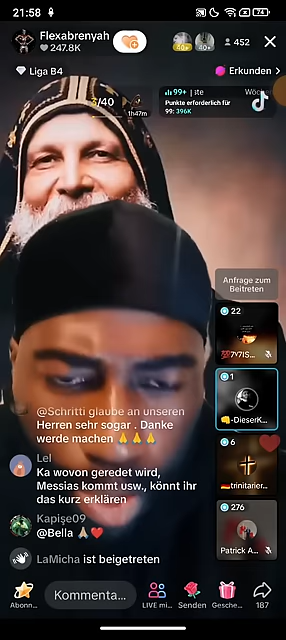 21:58
74
Flexabrenyah
247.8K
40+
40+
452
Liga B4
Erkunden
3/40
1h47m
99+
Punkte erforderlich für
99: 396K
Anfrage zum
Beitreten
22
1
-DieserK...
6
trinitarier...
276
Patrick A...
@Schritti glaube an unseren
Herren sehr sogar . Danke
werde machen 🙏🙏🙏
Lel
Ka wovon geredet wird,
Messias kommt usw., könnt ihr
das kurz erklären
Kapişe09
@Bella 🙏🏻❤️
LaMicha ist beigetreten
Abonn...
Kommenta...
LIVE mi...
Senden
Gesche...
187